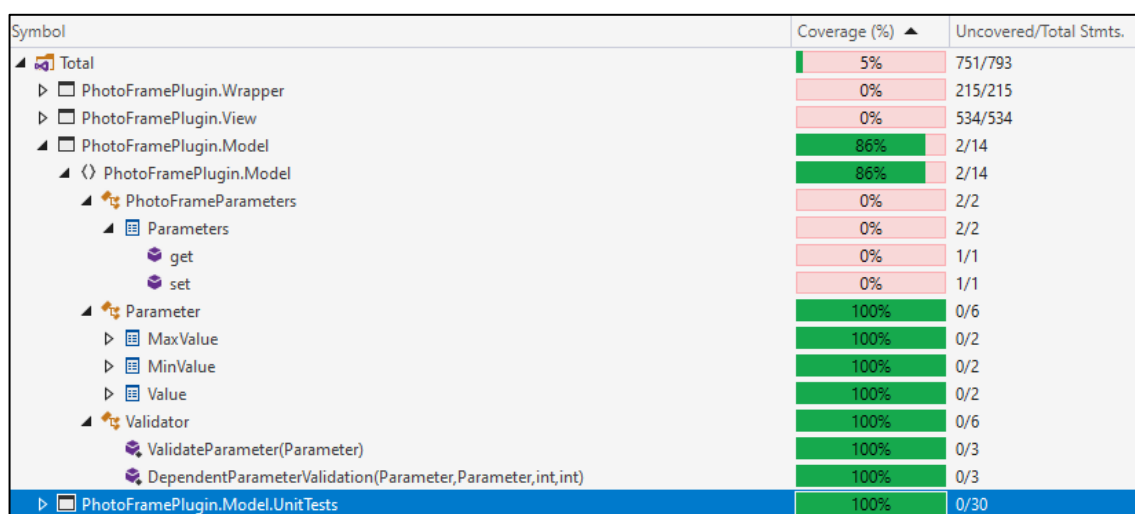 Symbol Coverage (%) Uncovered/Total Stmts.
Total 5% 751/793
PhotoFramePlugin.Wrapper 0% 215/215
PhotoFramePlugin.View 0% 534/534
PhotoFramePlugin.Model 86% 2/14
PhotoFramePlugin.Model 86% 2/14
PhotoFrameParameters 0% 2/2
Parameters 0% 2/2
get 0% 1/1
set 0% 1/1
Parameter 100% 0/6
MaxValue 100% 0/2
MinValue 100% 0/2
Value 100% 0/2
Validator 100% 0/6
ValidateParameter(Parameter) 100% 0/3
DependentParameterValidation(Parameter,Parameter,int,int) 100% 0/3
PhotoFramePlugin.Model.UnitTests 100% 0/30